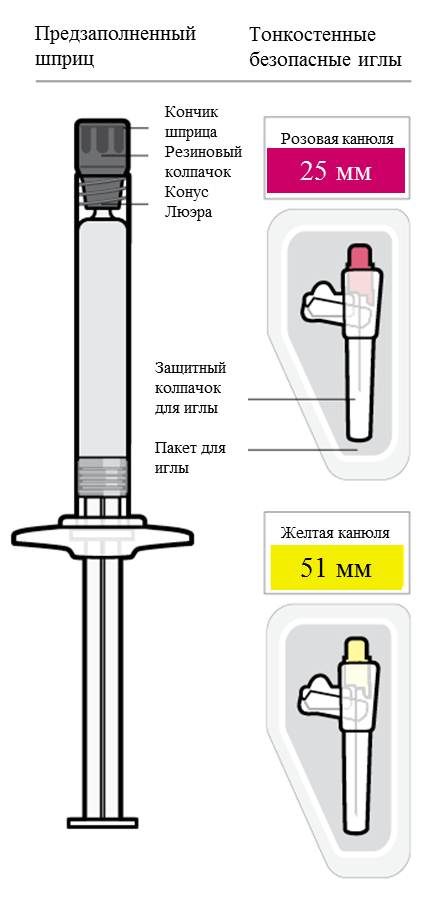 Предзаполненный
шприц
Тонкостенные
безопасные иглы
Кончик
шприца
Резиновый
колпачок
Конус
Люэра
Розовая канюля
25 мм
Защитный
колпачок
для иглы
Пакет для
иглы
Желтая канюля
51 мм